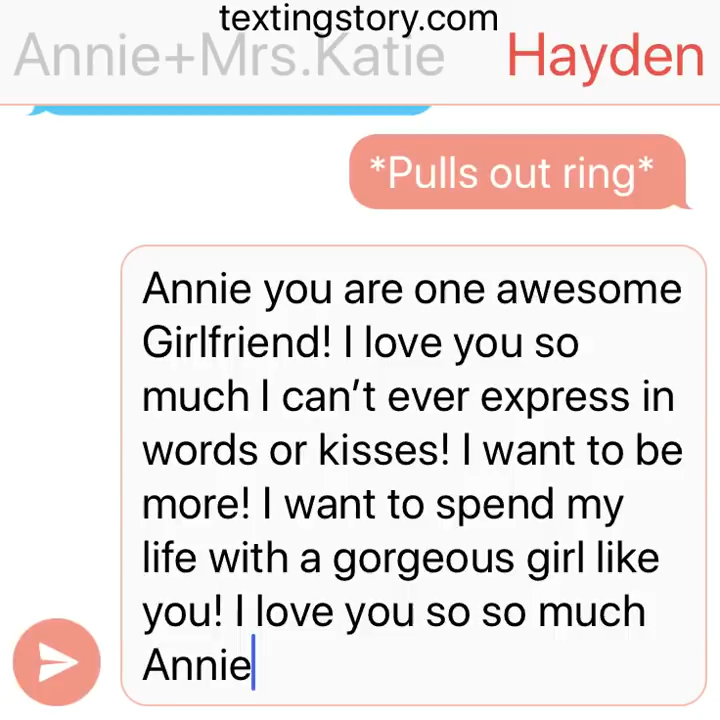 textingstory.com
Annie+Mrs.Katie Hayden
*Pulls out ring*
Annie you are one awesome
Girlfriend! I love you so
much I can't ever express in
words or kisses! I want to be
more! I want to spend my
life with a gorgeous girl like
you! I love you so so much
Annie